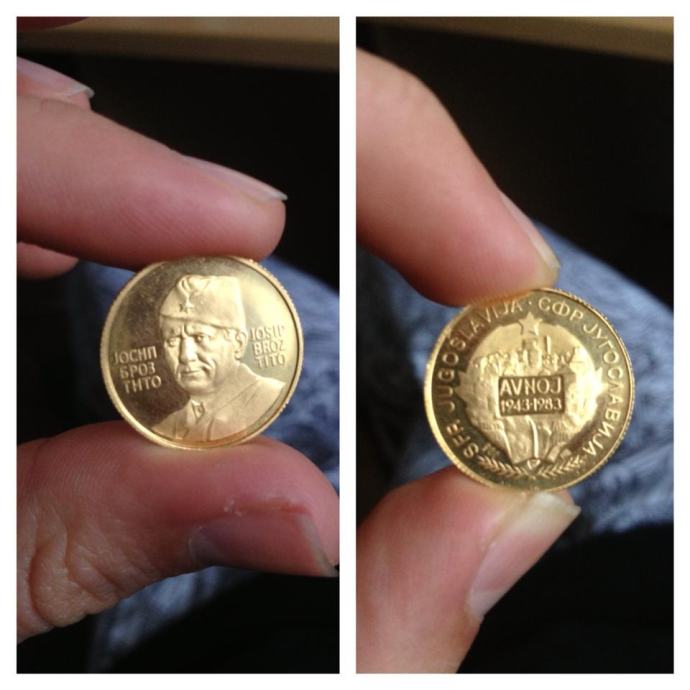 ЈОСИП
БРОЗ
ТИТО
JOSIP
BROZ
TITO
SFR JUGOSLAVIJA · СФР ЈУГОСЛАВИЈА
AVNOJ
1943-1983